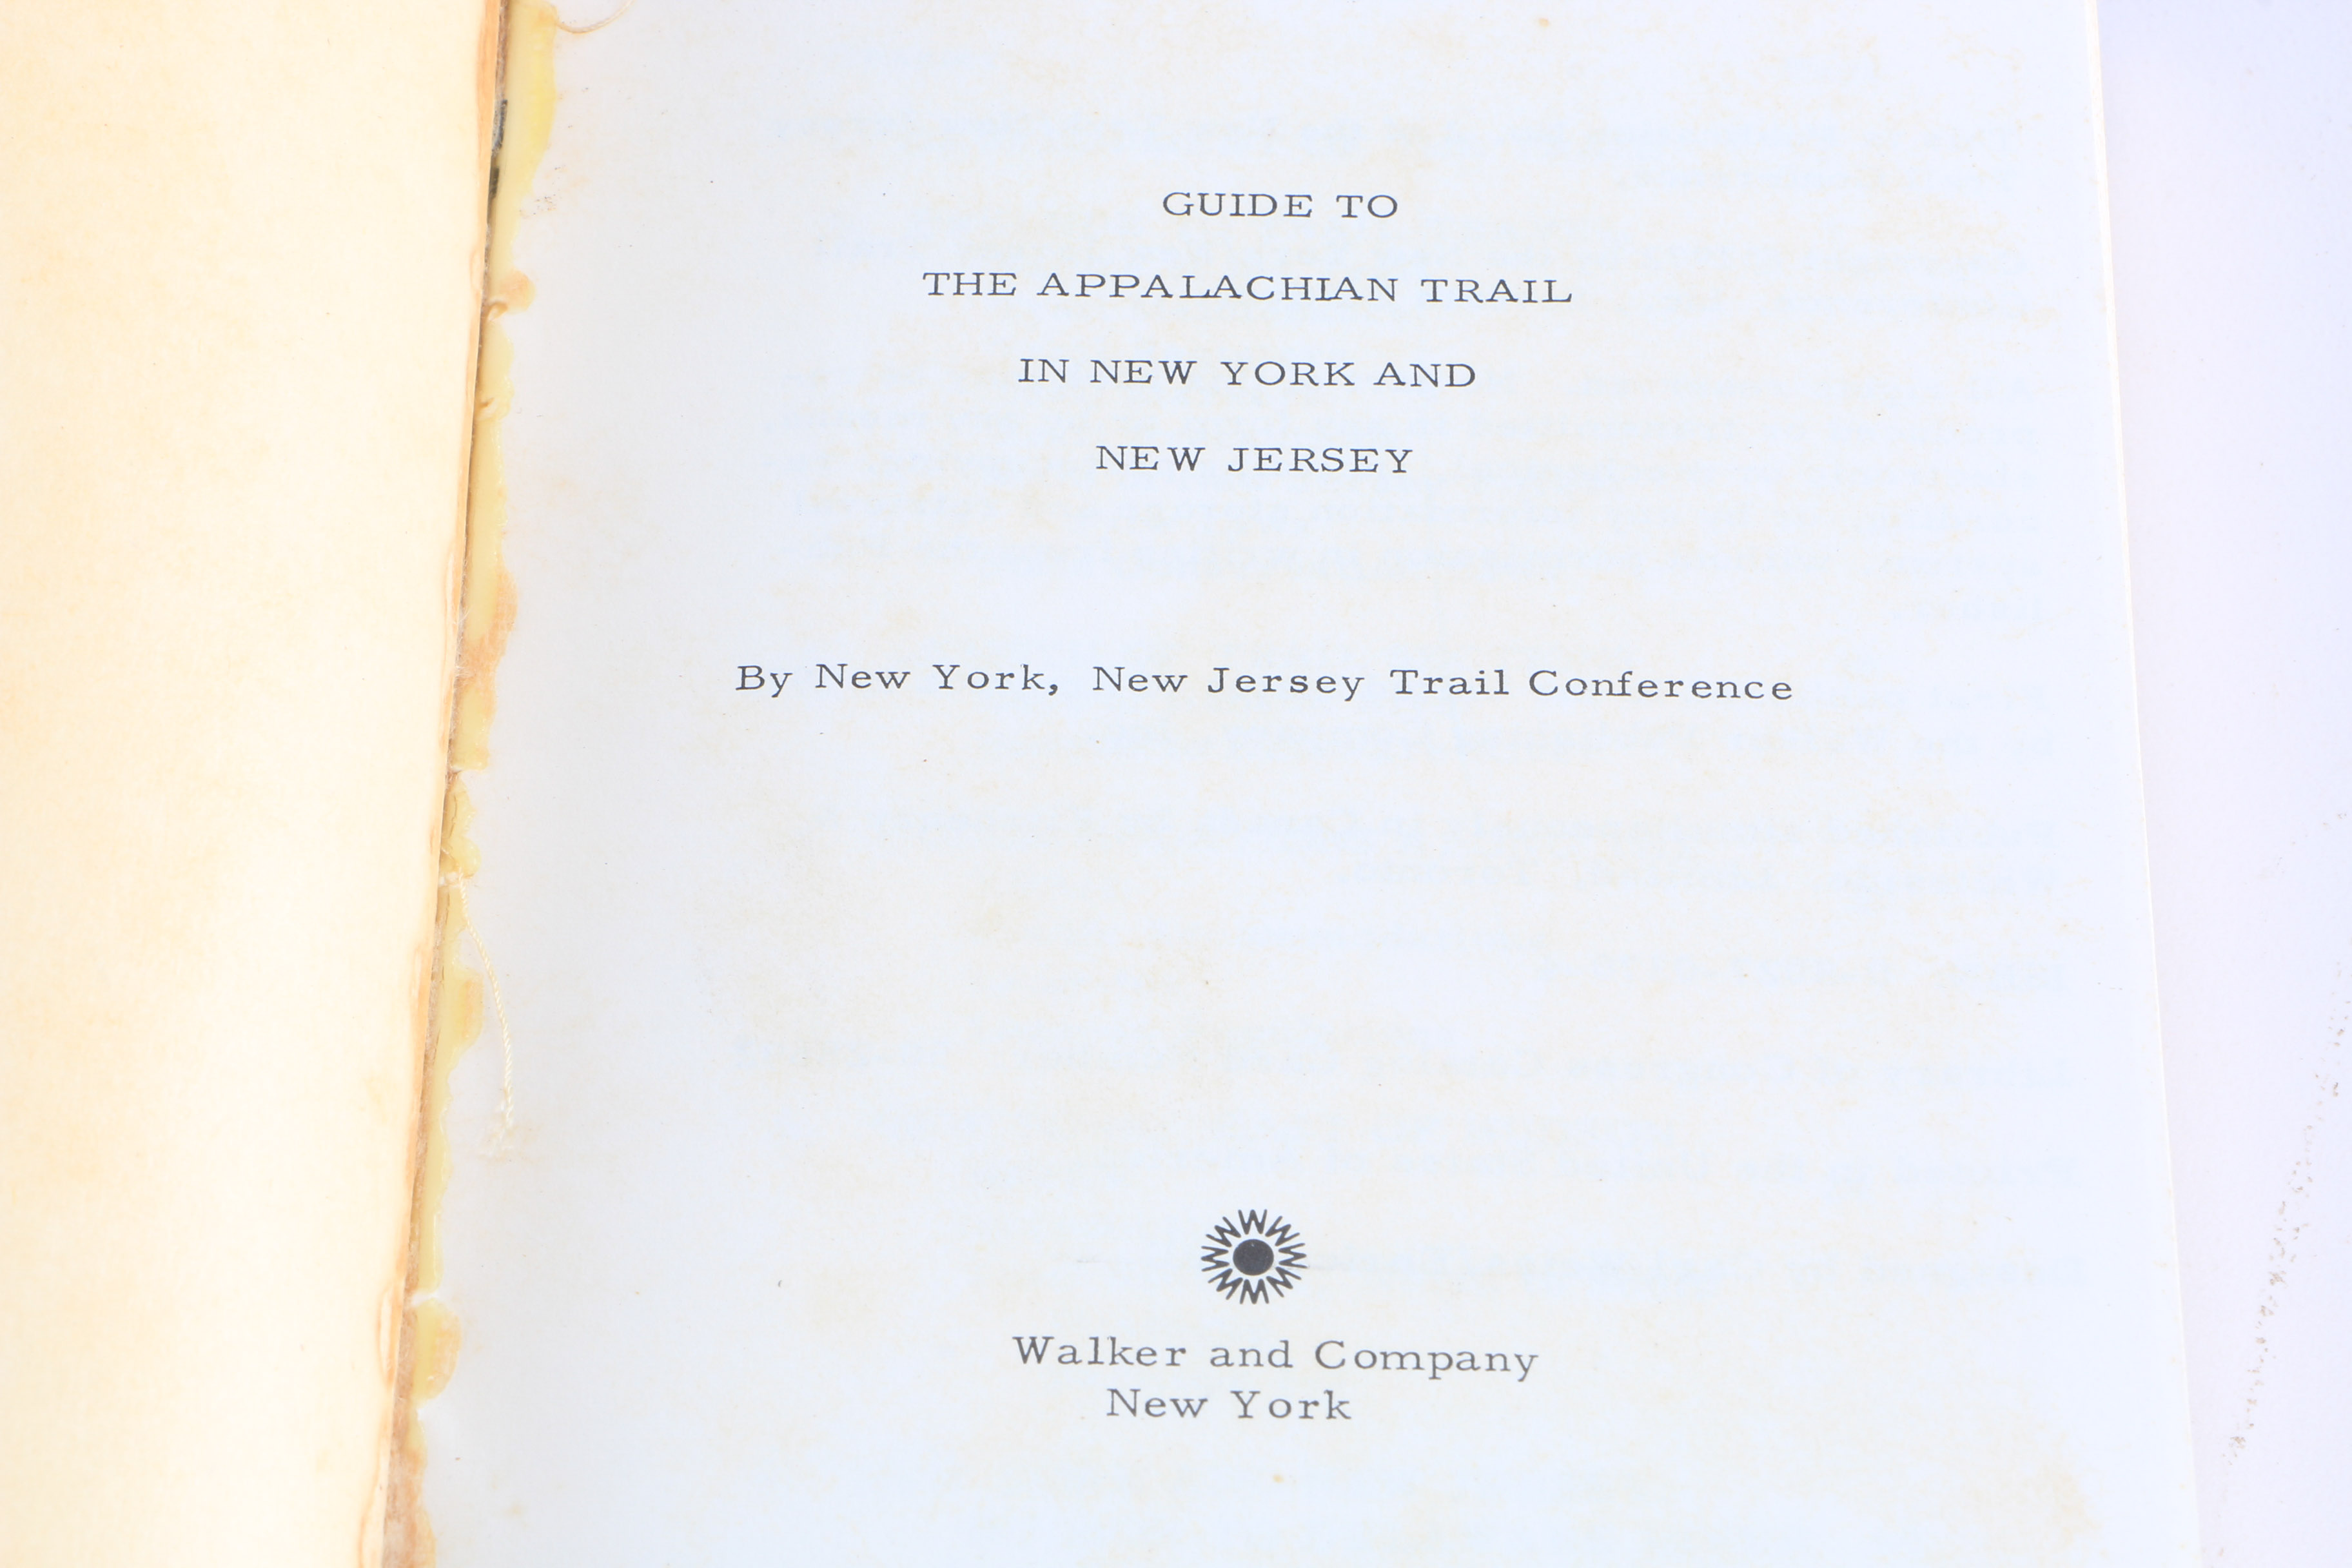 GUIDE TO
THE APPALACHIAN TRAIL
IN NEW YORK AND
NEW JERSEY
By New York, New Jersey Trail Conference
Walker and Company
New York